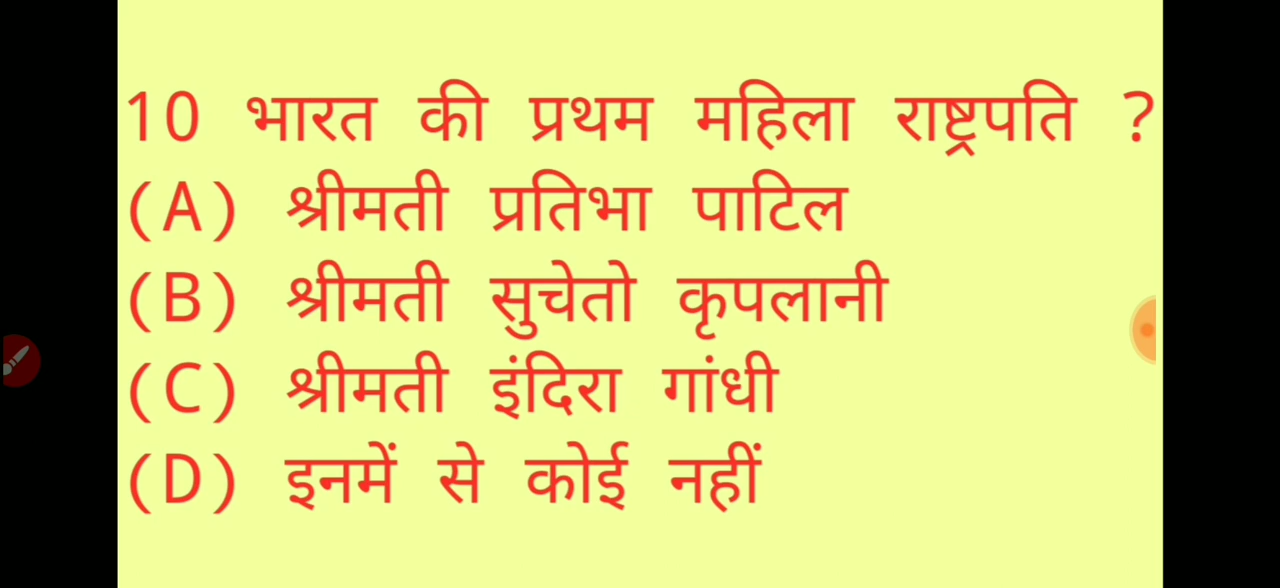 10 भारत की प्रथम महिला राष्ट्रपति ?
(A) श्रीमती प्रतिभा पाटिल
(B) श्रीमती सुचेतो कृपलानी
(C) श्रीमती इंदिरा गांधी
(D) इनमें से कोई नहीं